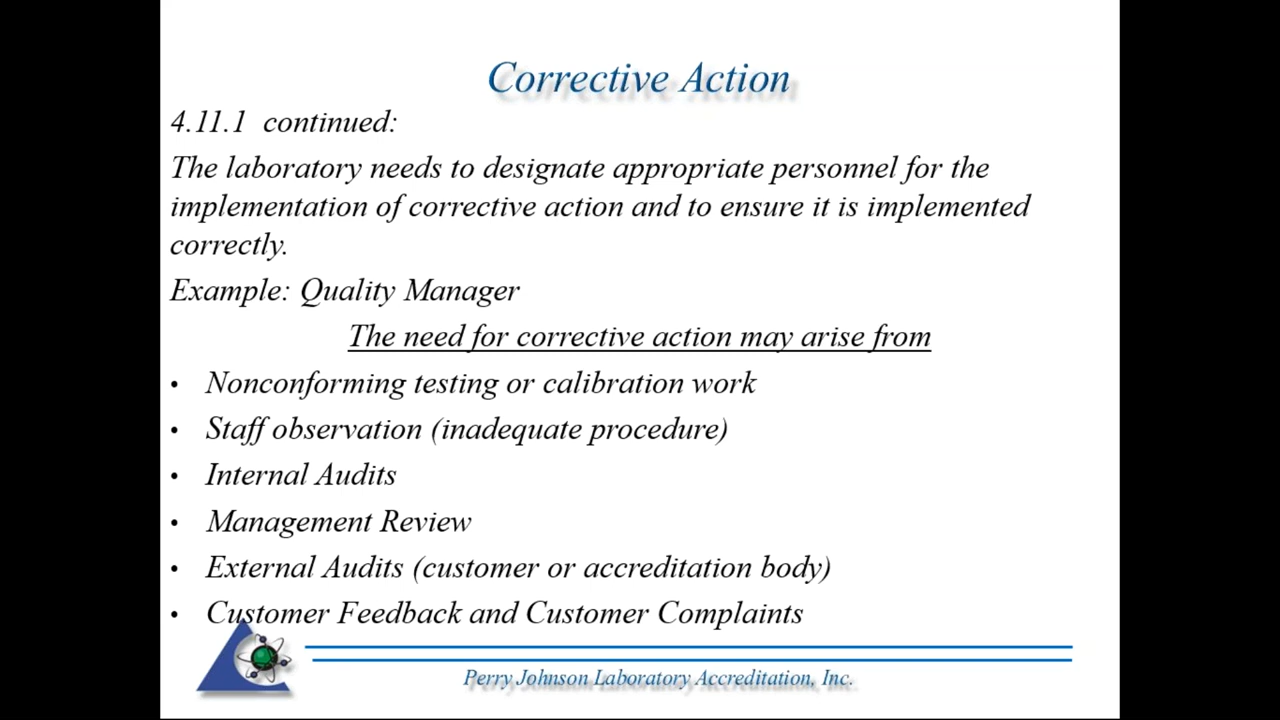 Corrective Action
4.11.1 continued:
The laboratory needs to designate appropriate personnel for the
implementation of corrective action and to ensure it is implemented
correctly.
Example: Quality Manager
The need for corrective action may arise from
• Nonconforming testing or calibration work
• Staff observation (inadequate procedure)
• Internal Audits
• Management Review
• External Audits (customer or accreditation body)
• Customer Feedback and Customer Complaints
Perry Johnson Laboratory Accreditation, Inc.